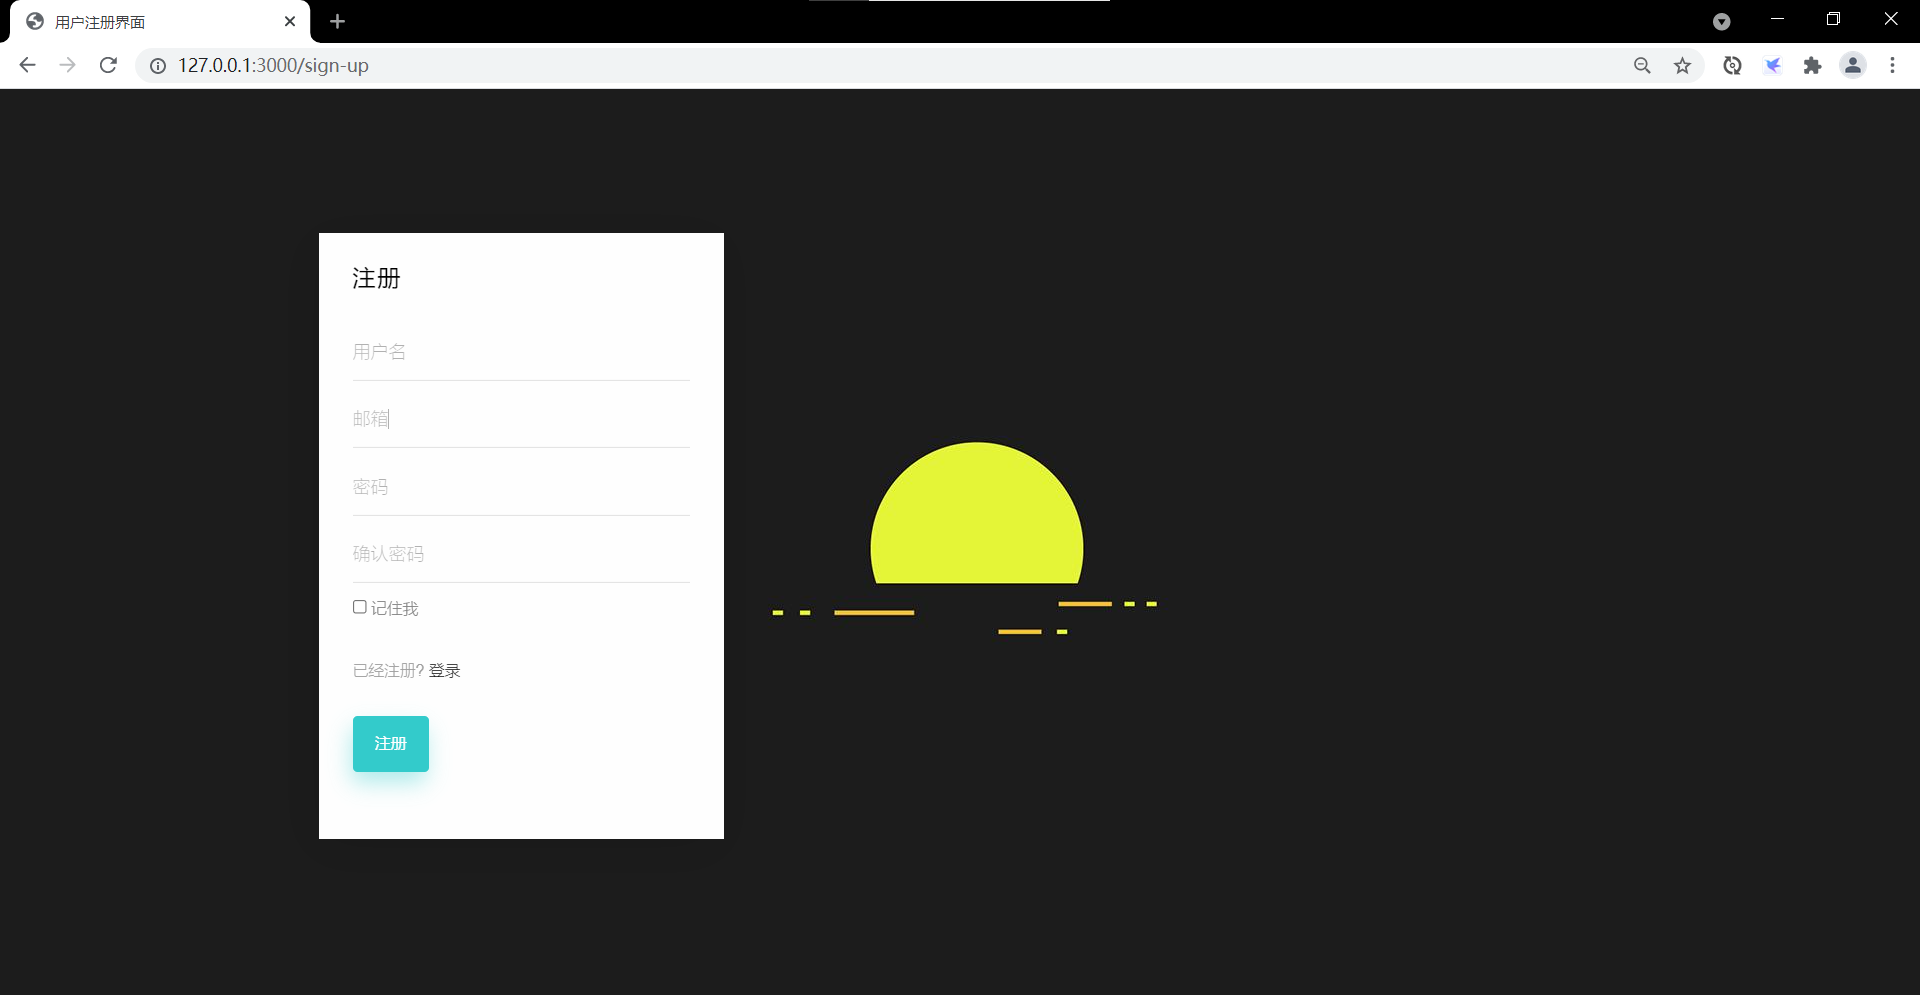 用户注册界面
127.0.0.1:3000/sign-up
注册
用户名
邮箱
密码
确认密码
记住我
已经注册? 登录
注册